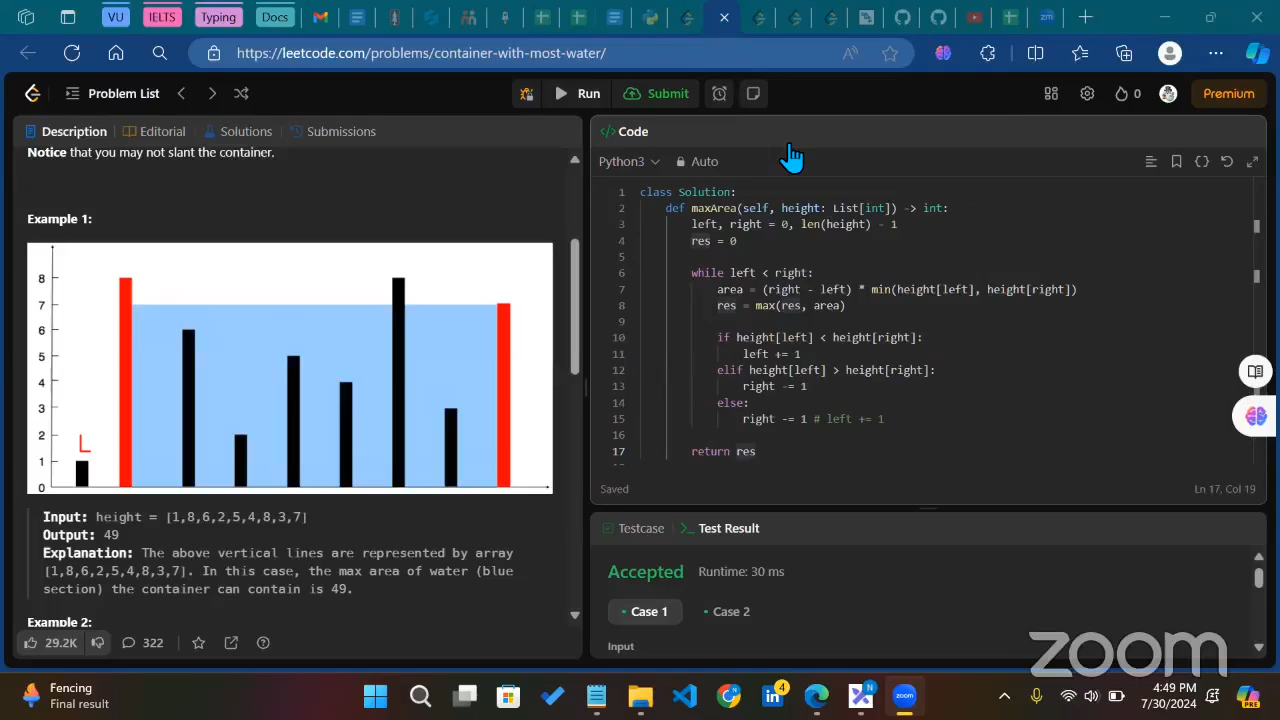 VU
IELTS
Typing
Docs
zm
https://leetcode.com/problems/container-with-most-water/
Problem List
Run
Submit
0
Premium
Description
Editorial
Solutions
Submissions
Notice that you may not slant the container.
Example 1:
8
7
6
5
4
3
2
1
0
L
Input: height = [1,8,6,2,5,4,8,3,7]
Output: 49
Explanation: The above vertical lines are represented by array
[1,8,6,2,5,4,8,3,7]. In this case, the max area of water (blue
section) the container can contain is 49.
Example 2:
29.2K
322
</> Code
Python3
Auto
1 class Solution:
2 def maxArea(self, height: List[int]) -> int:
3 left, right = 0, len(height) - 1
4 res = 0
5
6 while left < right:
7 area = (right - left) * min(height[left], height[right])
8 res = max(res, area)
9
10 if height[left] < height[right]:
11 left += 1
12 elif height[left] > height[right]:
13 right -= 1
14 else:
15 right -= 1 # left += 1
16
17 return res
Saved
Ln 17, Col 19
Testcase
>_ Test Result
Accepted
Runtime: 30 ms
Case 1
Case 2
Input
zoom
Fencing
Final result
4
zoom
4:49 PM
7/30/2024
PRE